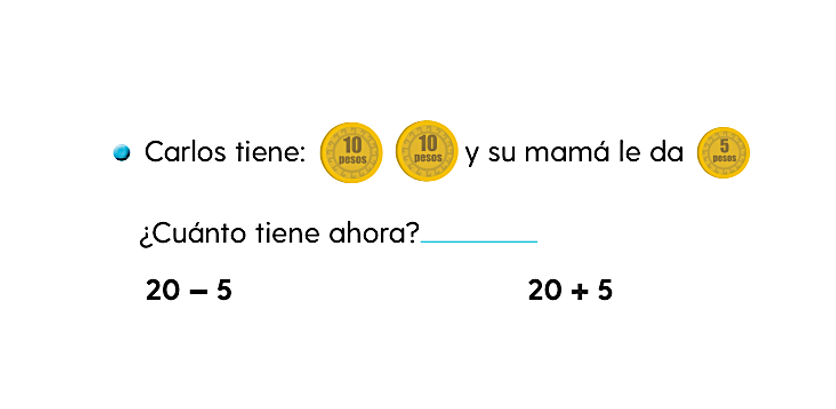 Carlos tiene: 10 pesos 10 pesos y su mamá le da 5 pesos
¿Cuánto tiene ahora?
20 – 5 20 + 5